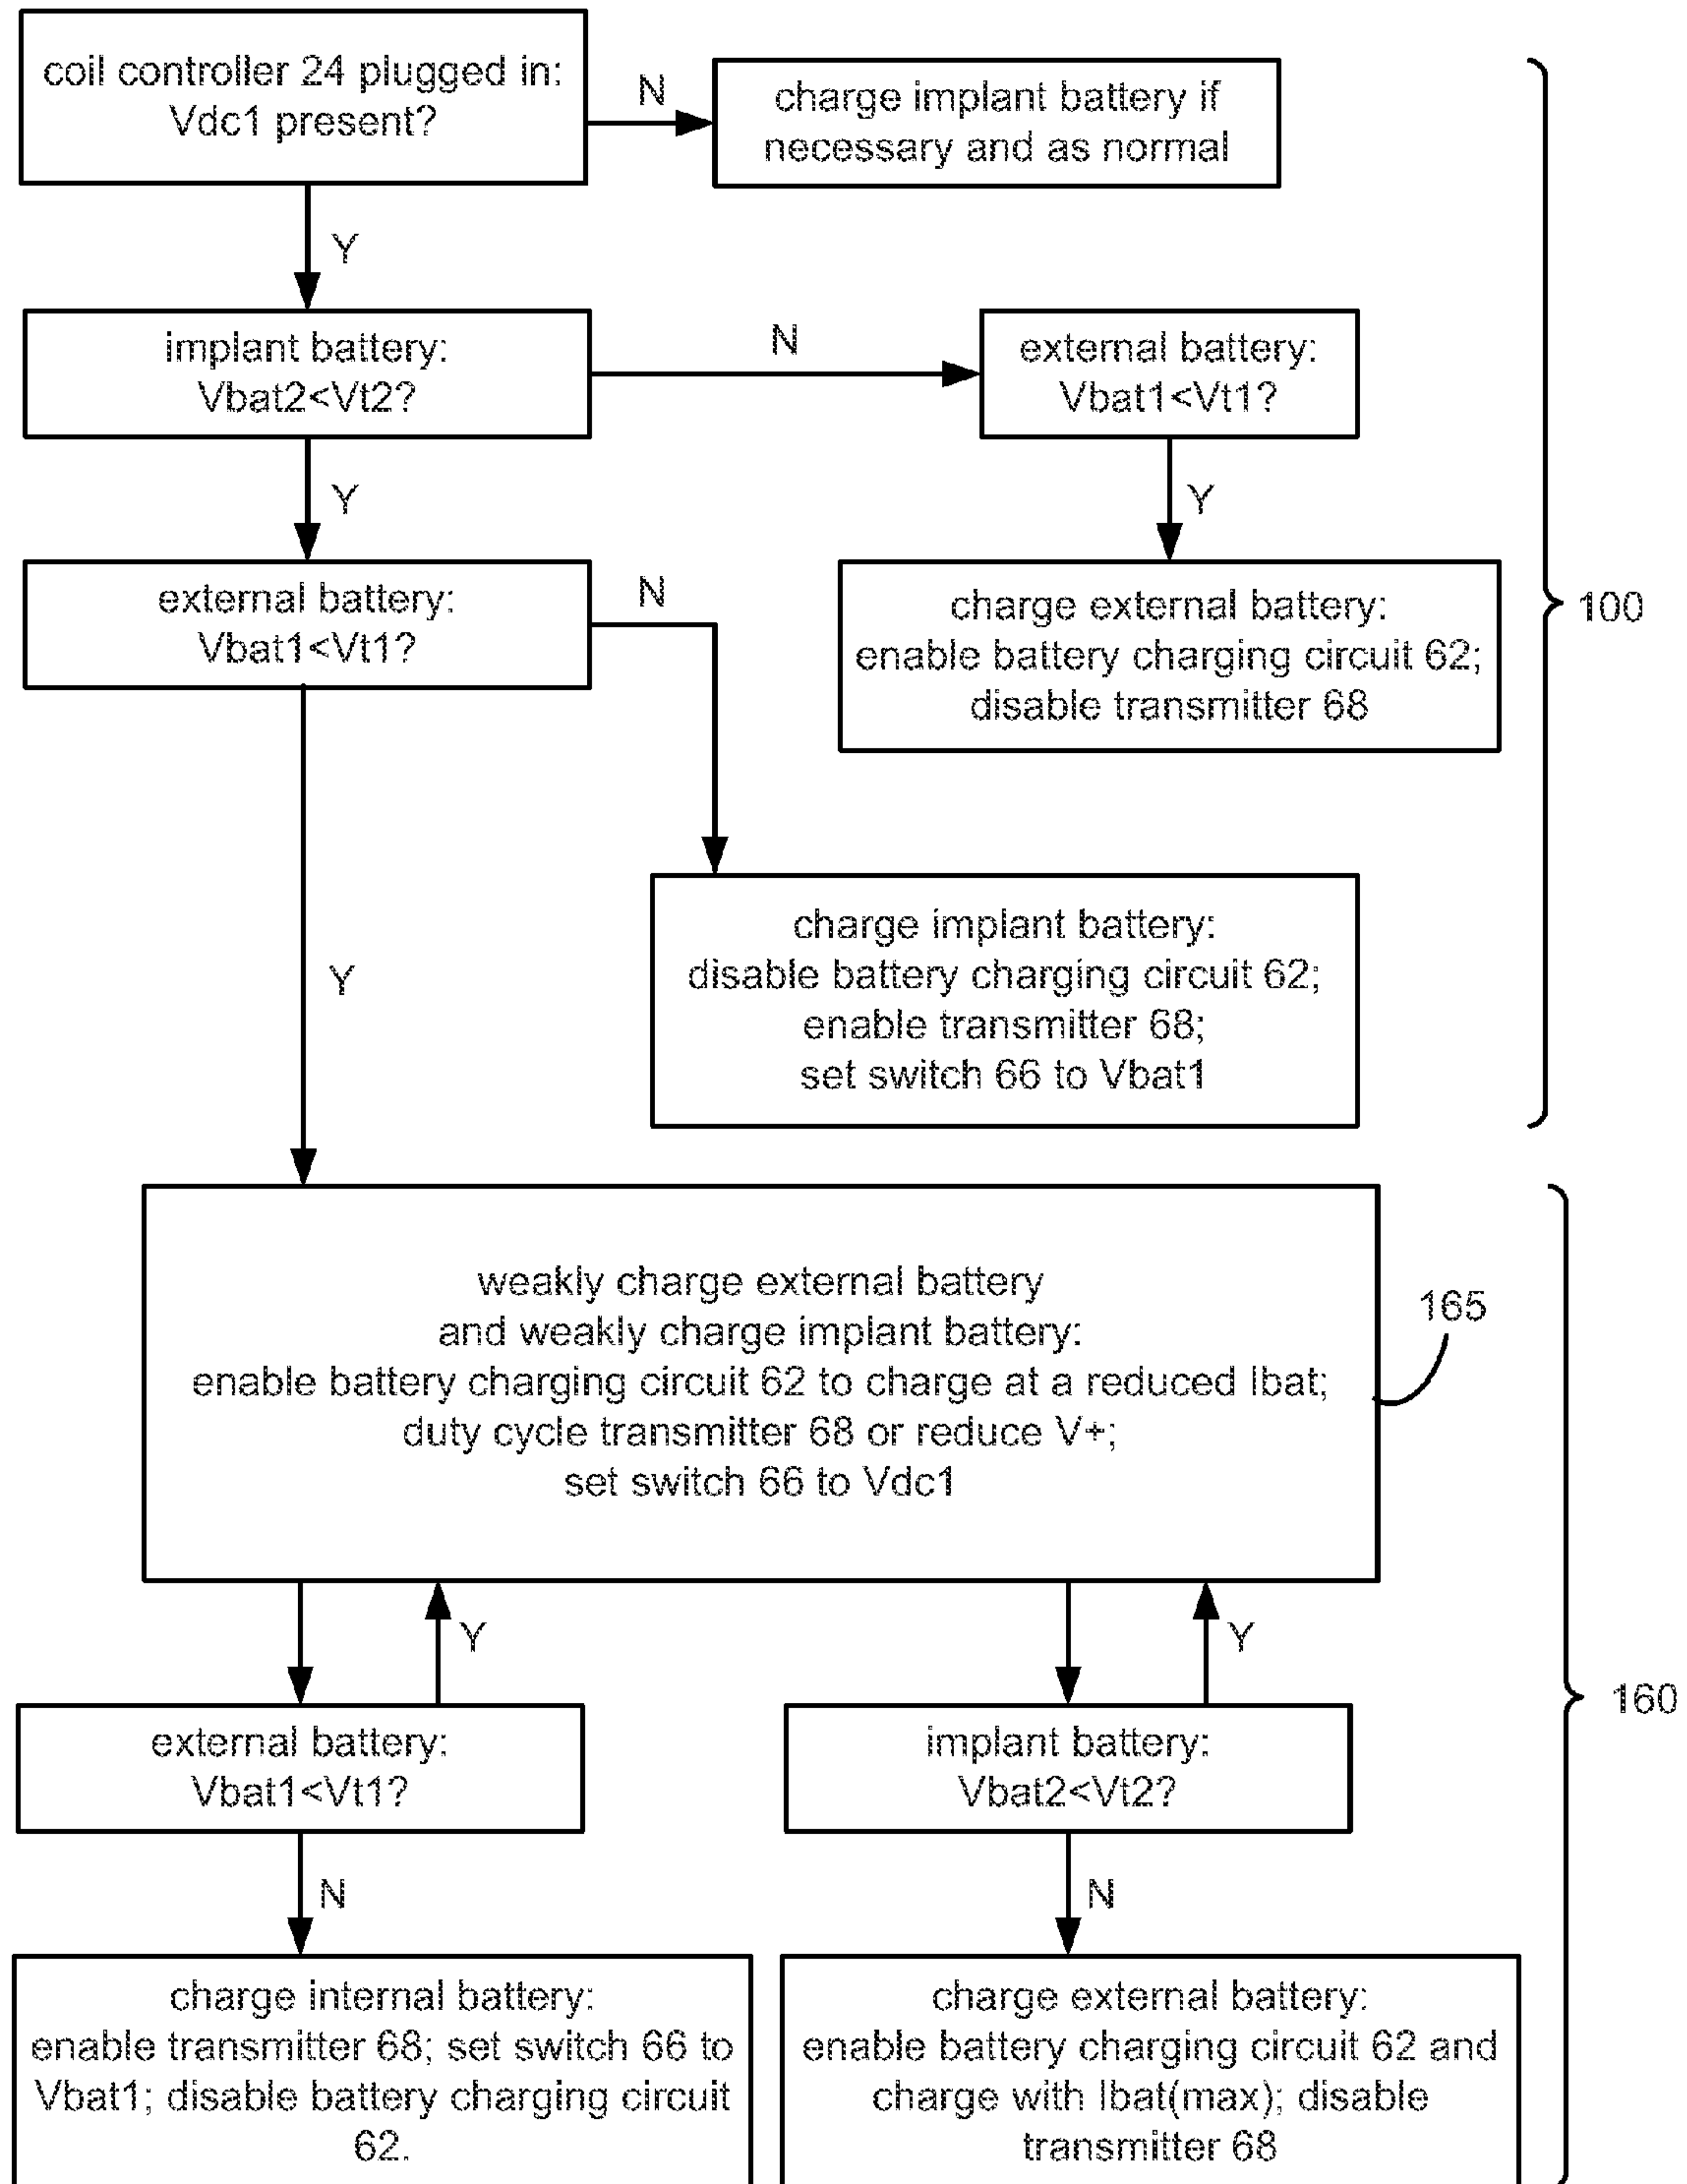 coil controller 24 plugged in:
Vdc1 present?
N
charge implant battery if
necessary and as normal
Y
implant battery:
Vbat2<Vt2?
N
external battery:
Vbat1<Vt1?
Y
Y
external battery:
Vbat1<Vt1?
N
charge external battery:
enable battery charging circuit 62;
disable transmitter 68
100
charge implant battery:
disable battery charging circuit 62;
enable transmitter 68;
set switch 66 to Vbat1
Y
weakly charge external battery
and weakly charge implant battery:
enable battery charging circuit 62 to charge at a reduced Ibat;
duty cycle transmitter 68 or reduce V+;
set switch 66 to Vdc1
165
Y
Y
external battery:
Vbat1<Vt1?
implant battery:
Vbat2<Vt2?
160
N
N
charge internal battery:
enable transmitter 68; set switch 66 to
Vbat1; disable battery charging circuit
62.
charge external battery:
enable battery charging circuit 62 and
charge with Ibat(max); disable
transmitter 68